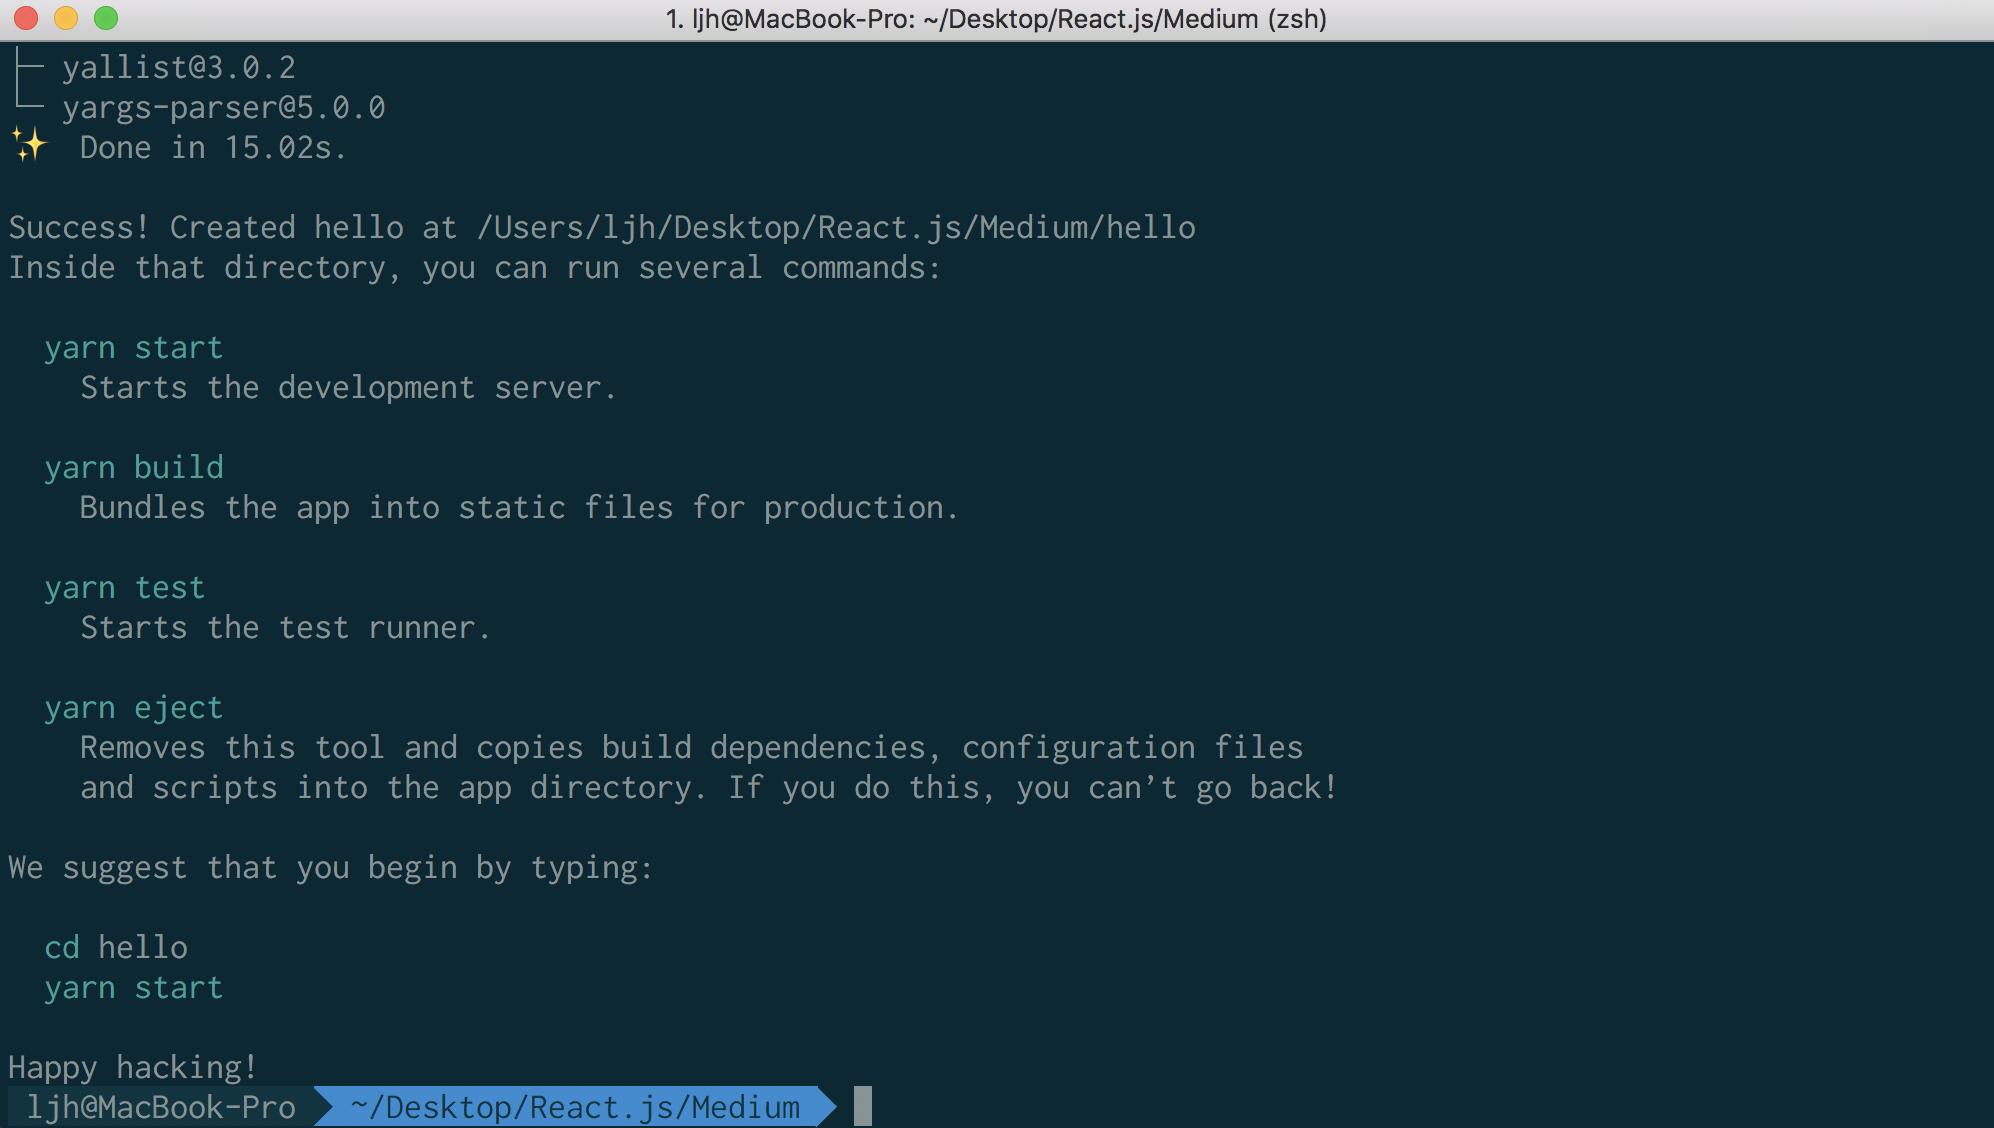 1. ljh@MacBook-Pro: ~/Desktop/React.js/Medium (zsh)
├─ yallist@3.0.2
└─ yargs-parser@5.0.0
✨  Done in 15.02s.
Success! Created hello at /Users/ljh/Desktop/React.js/Medium/hello
Inside that directory, you can run several commands:
yarn start
Starts the development server.
yarn build
Bundles the app into static files for production.
yarn test
Starts the test runner.
yarn eject
Removes this tool and copies build dependencies, configuration files
and scripts into the app directory. If you do this, you can’t go back!
We suggest that you begin by typing:
cd hello
yarn start
Happy hacking!
ljh@MacBook-Pro ~/Desktop/React.js/Medium